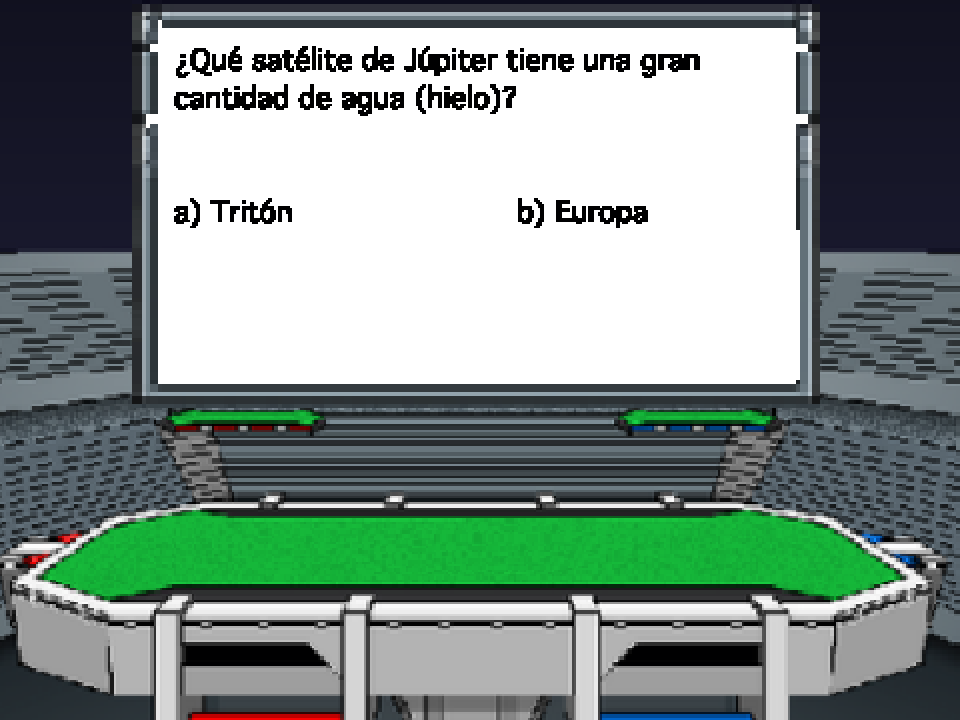 ¿Qué satélite de Júpiter tiene una gran
cantidad de agua (hielo)?
a) Tritón b) Europa